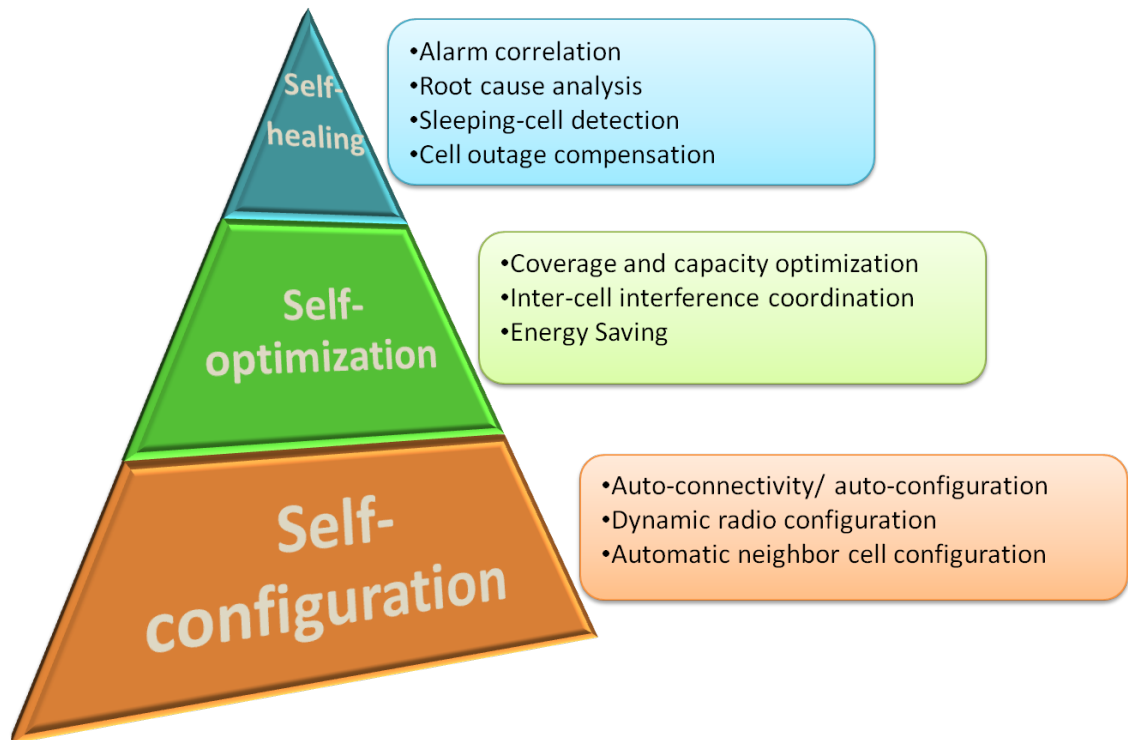 Self-
healing
•Alarm correlation
•Root cause analysis
•Sleeping-cell detection
•Cell outage compensation
Self-
optimization
•Coverage and capacity optimization
•Inter-cell interference coordination
•Energy Saving
Self-
configuration
•Auto-connectivity/ auto-configuration
•Dynamic radio configuration
•Automatic neighbor cell configuration